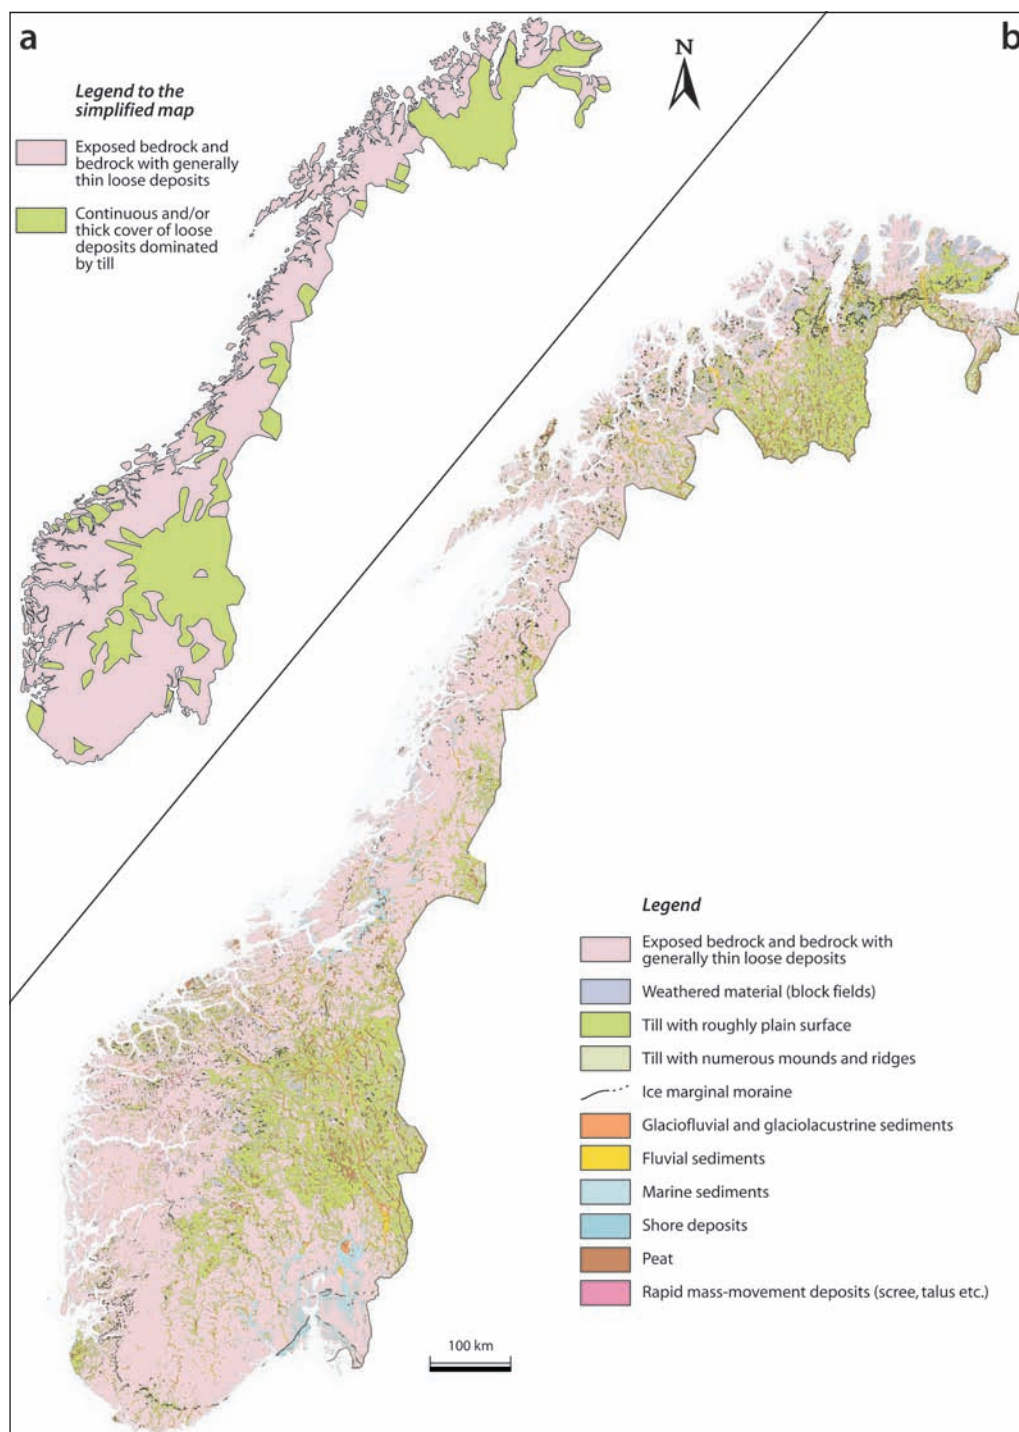 a
Legend to the
simplified map
Exposed bedrock and
bedrock with generally
thin loose deposits
Continuous and/or
thick cover of loose
deposits dominated
by till
N
b
Legend
Exposed bedrock and bedrock with
generally thin loose deposits
Weathered material (block fields)
Till with roughly plain surface
Till with numerous mounds and ridges
Ice marginal moraine
Glaciofluvial and glaciolacustrine sediments
Fluvial sediments
Marine sediments
Shore deposits
Peat
Rapid mass-movement deposits (scree, talus etc.)
100 km